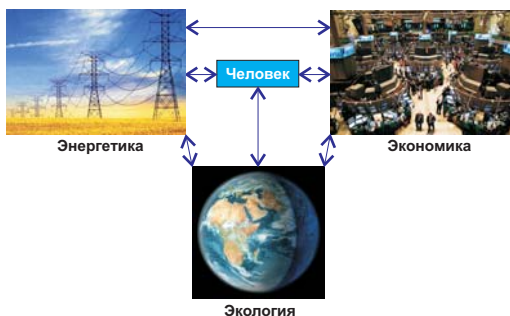 Человек
Энергетика
Экономика
Экология